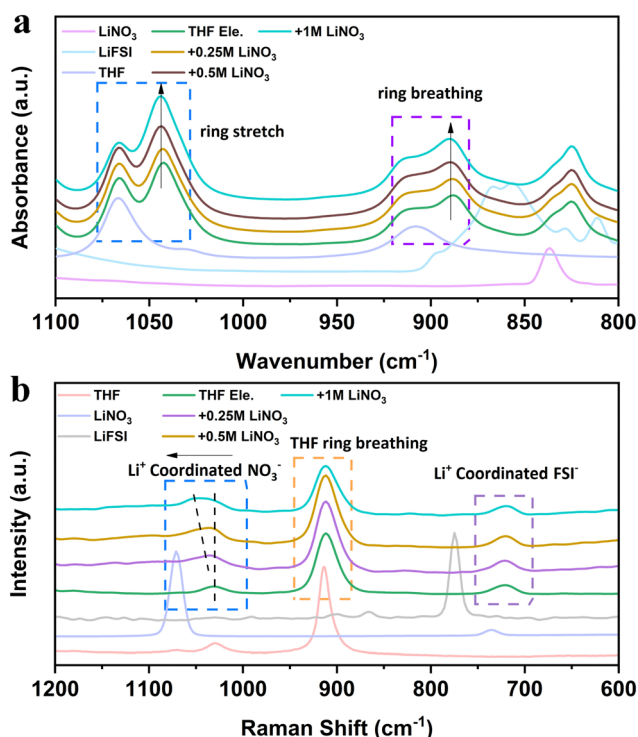 a
LiNO₃ THF Ele. +1M LiNO₃
LiFSI +0.25M LiNO₃
THF +0.5M LiNO₃
ring stretch
ring breathing
Absorbance (a.u.)
1100 1050 1000 950 900 850 800
Wavenumber (cm⁻¹)
b
THF THF Ele. +1M LiNO₃
LiNO₃ +0.25M LiNO₃
LiFSI +0.5M LiNO₃
THF ring breathing
Li⁺ Coordinated NO₃⁻
Li⁺ Coordinated FSI⁻
Intensity (a.u.)
1200 1100 1000 900 800 700 600
Raman Shift (cm⁻¹)